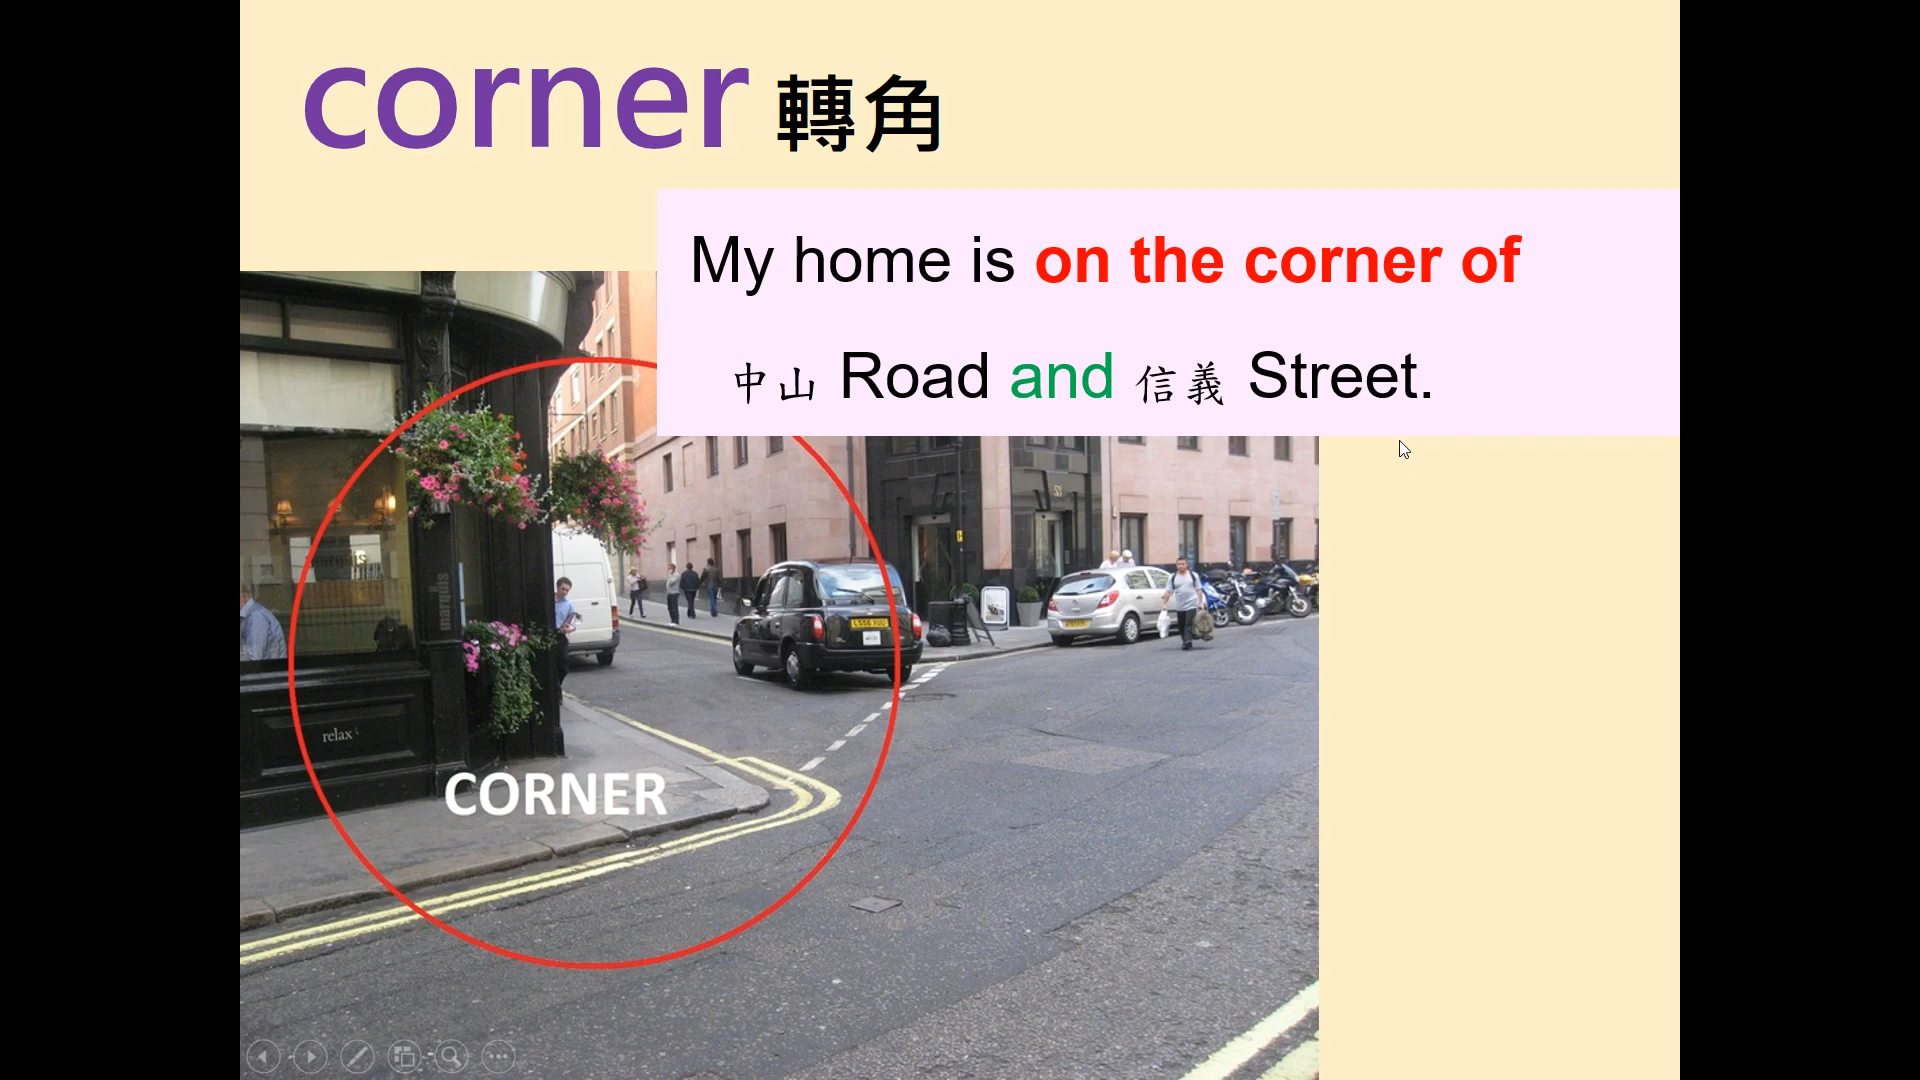 corner 轉角
My home is on the corner of
中山 Road and 信義 Street.
marquis
relax
CORNER